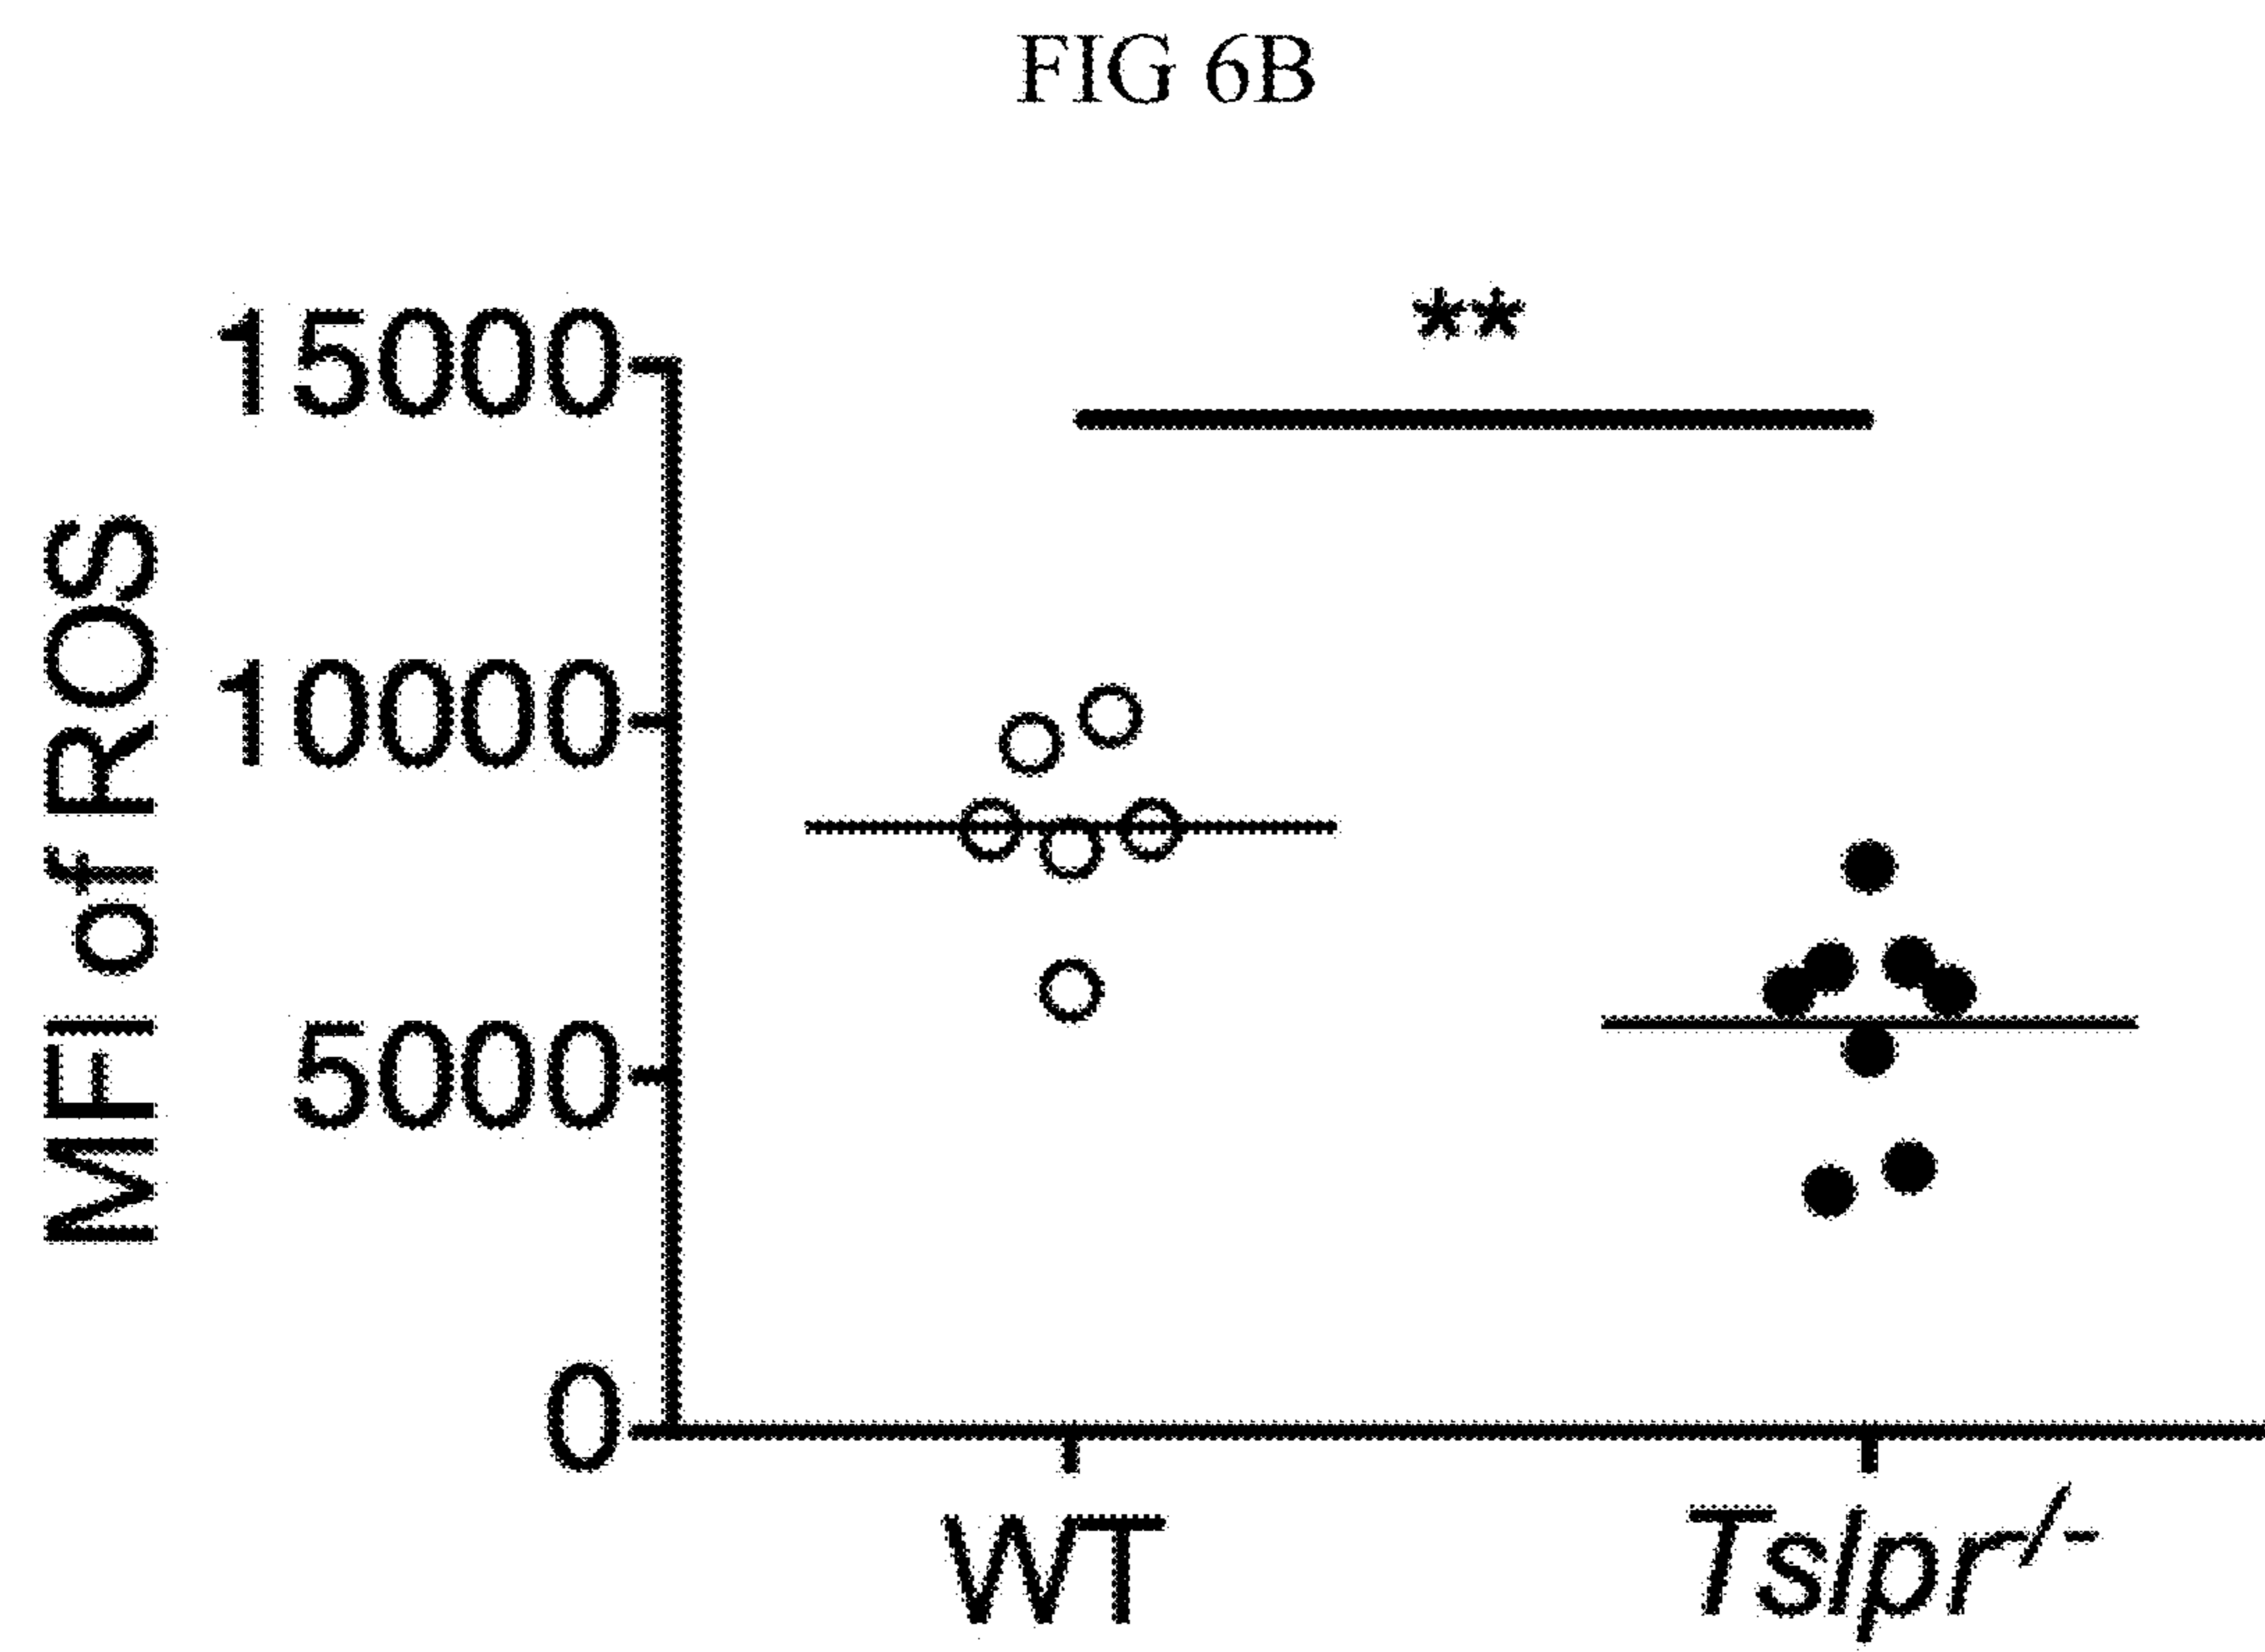 FIG 6B
**
15000
10000
5000
0
MFI of ROS
WT
Tslpr-/-